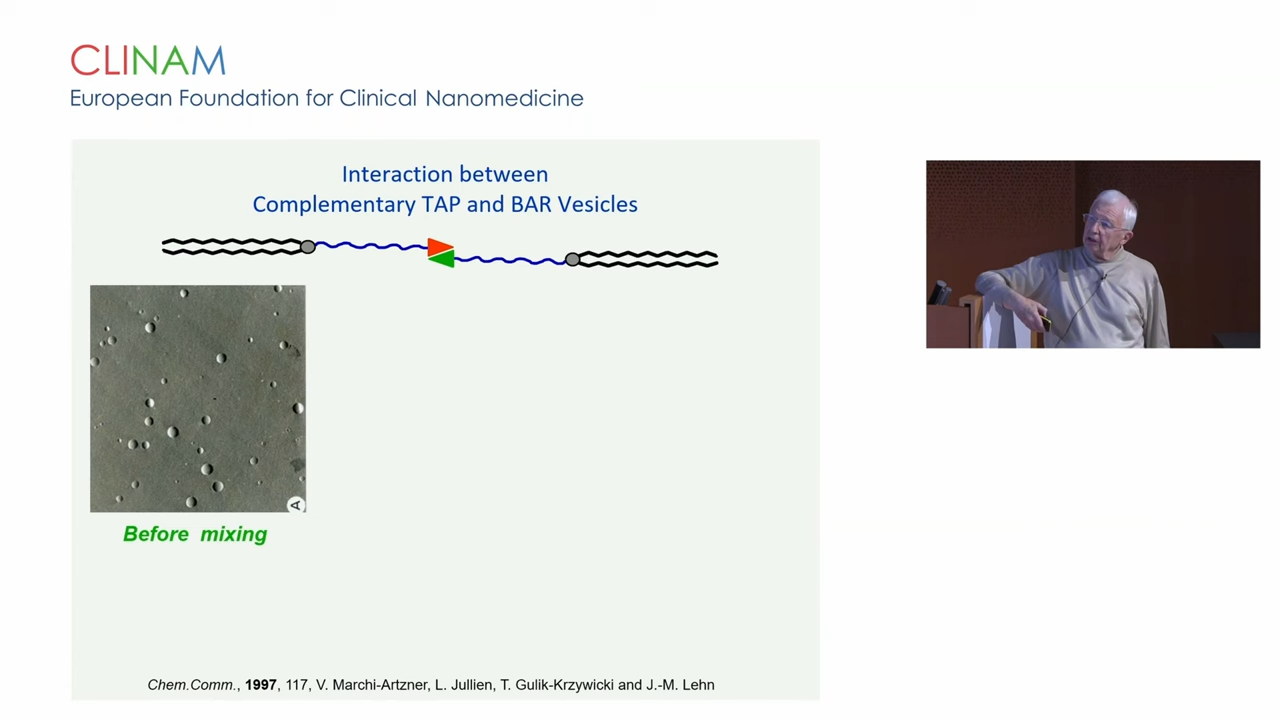 CLINAM
European Foundation for Clinical Nanomedicine
Interaction between
Complementary TAP and BAR Vesicles
A
Before mixing
Chem.Comm., 1997, 117, V. Marchi-Artzner, L. Jullien, T. Gulik-Krzywicki and J.-M. Lehn